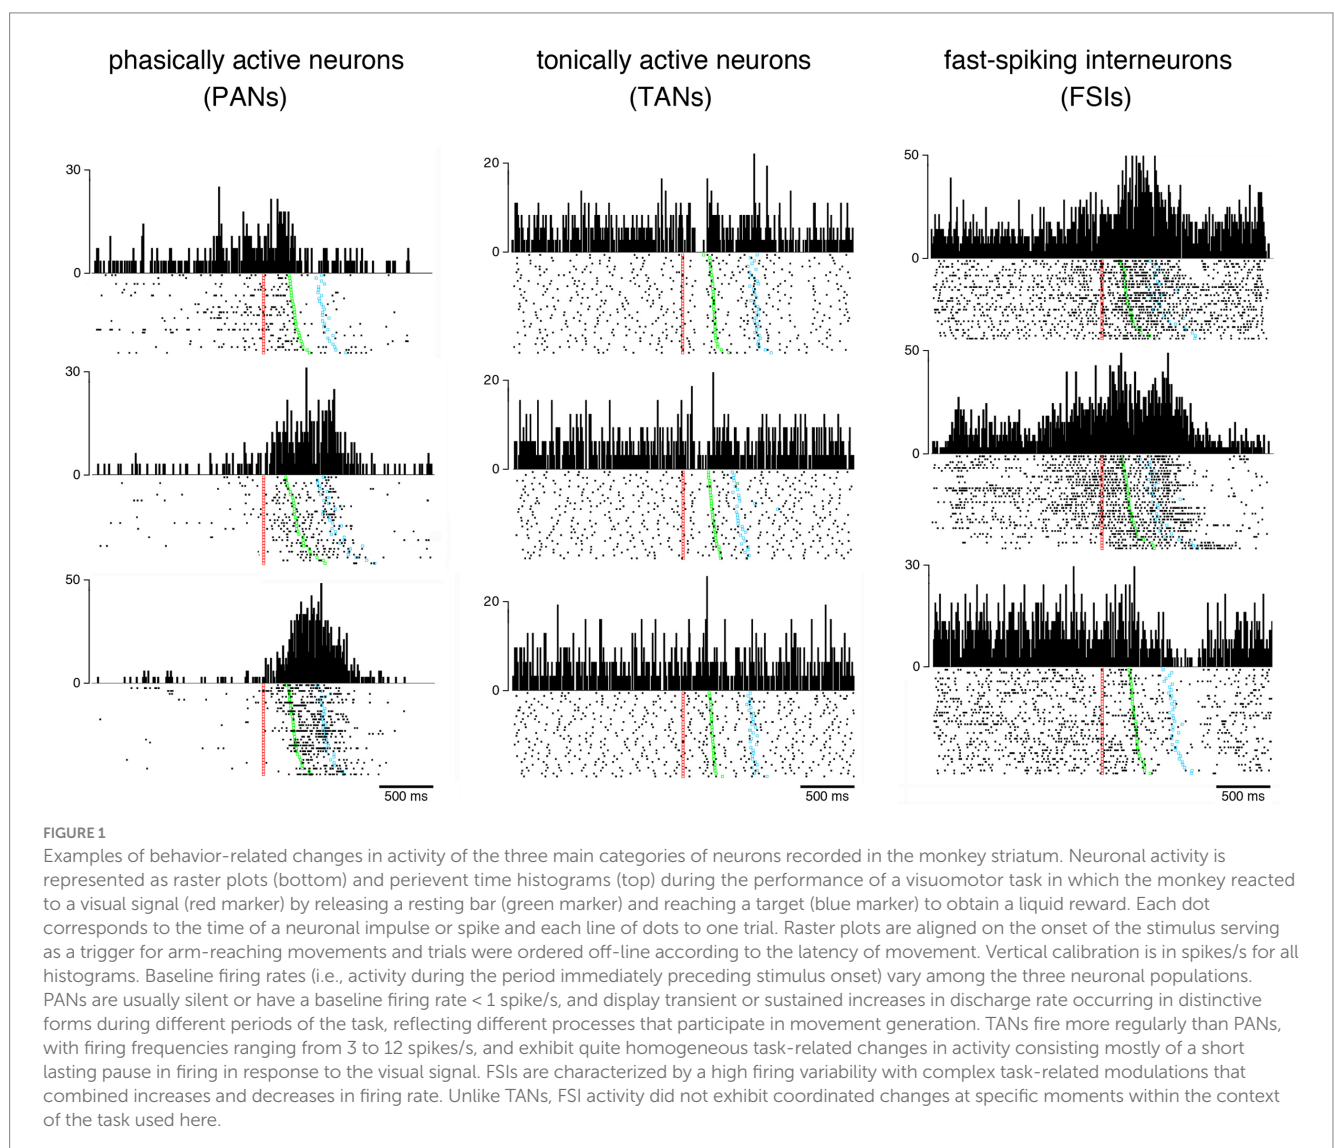 phasically active neurons
(PANs)
tonically active neurons
(TANs)
fast-spiking interneurons
(FSIs)
30
0
20
0
50
0
30
0
20
0
50
0
50
0
20
0
30
0
500 ms
500 ms
500 ms
FIGURE 1
Examples of behavior-related changes in activity of the three main categories of neurons recorded in the monkey striatum. Neuronal activity is
represented as raster plots (bottom) and perievent time histograms (top) during the performance of a visuomotor task in which the monkey reacted
to a visual signal (red marker) by releasing a resting bar (green marker) and reaching a target (blue marker) to obtain a liquid reward. Each dot
corresponds to the time of a neuronal impulse or spike and each line of dots to one trial. Raster plots are aligned on the onset of the stimulus serving
as a trigger for arm-reaching movements and trials were ordered off-line according to the latency of movement. Vertical calibration is in spikes/s for all
histograms. Baseline firing rates (i.e., activity during the period immediately preceding stimulus onset) vary among the three neuronal populations.
PANs are usually silent or have a baseline firing rate < 1 spike/s, and display transient or sustained increases in discharge rate occurring in distinctive
forms during different periods of the task, reflecting different processes that participate in movement generation. TANs fire more regularly than PANs,
with firing frequencies ranging from 3 to 12 spikes/s, and exhibit quite homogeneous task-related changes in activity consisting mostly of a short
lasting pause in firing in response to the visual signal. FSIs are characterized by a high firing variability with complex task-related modulations that
combined increases and decreases in firing rate. Unlike TANs, FSI activity did not exhibit coordinated changes at specific moments within the context
of the task used here.